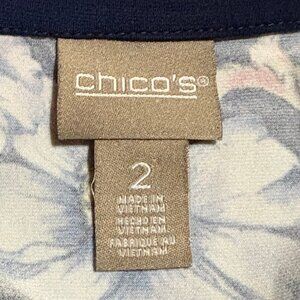 chico's®
2
MADE IN
VIETNAM
HECHO EN
VIETNAM
FABRIQUE AU
VIETNAM